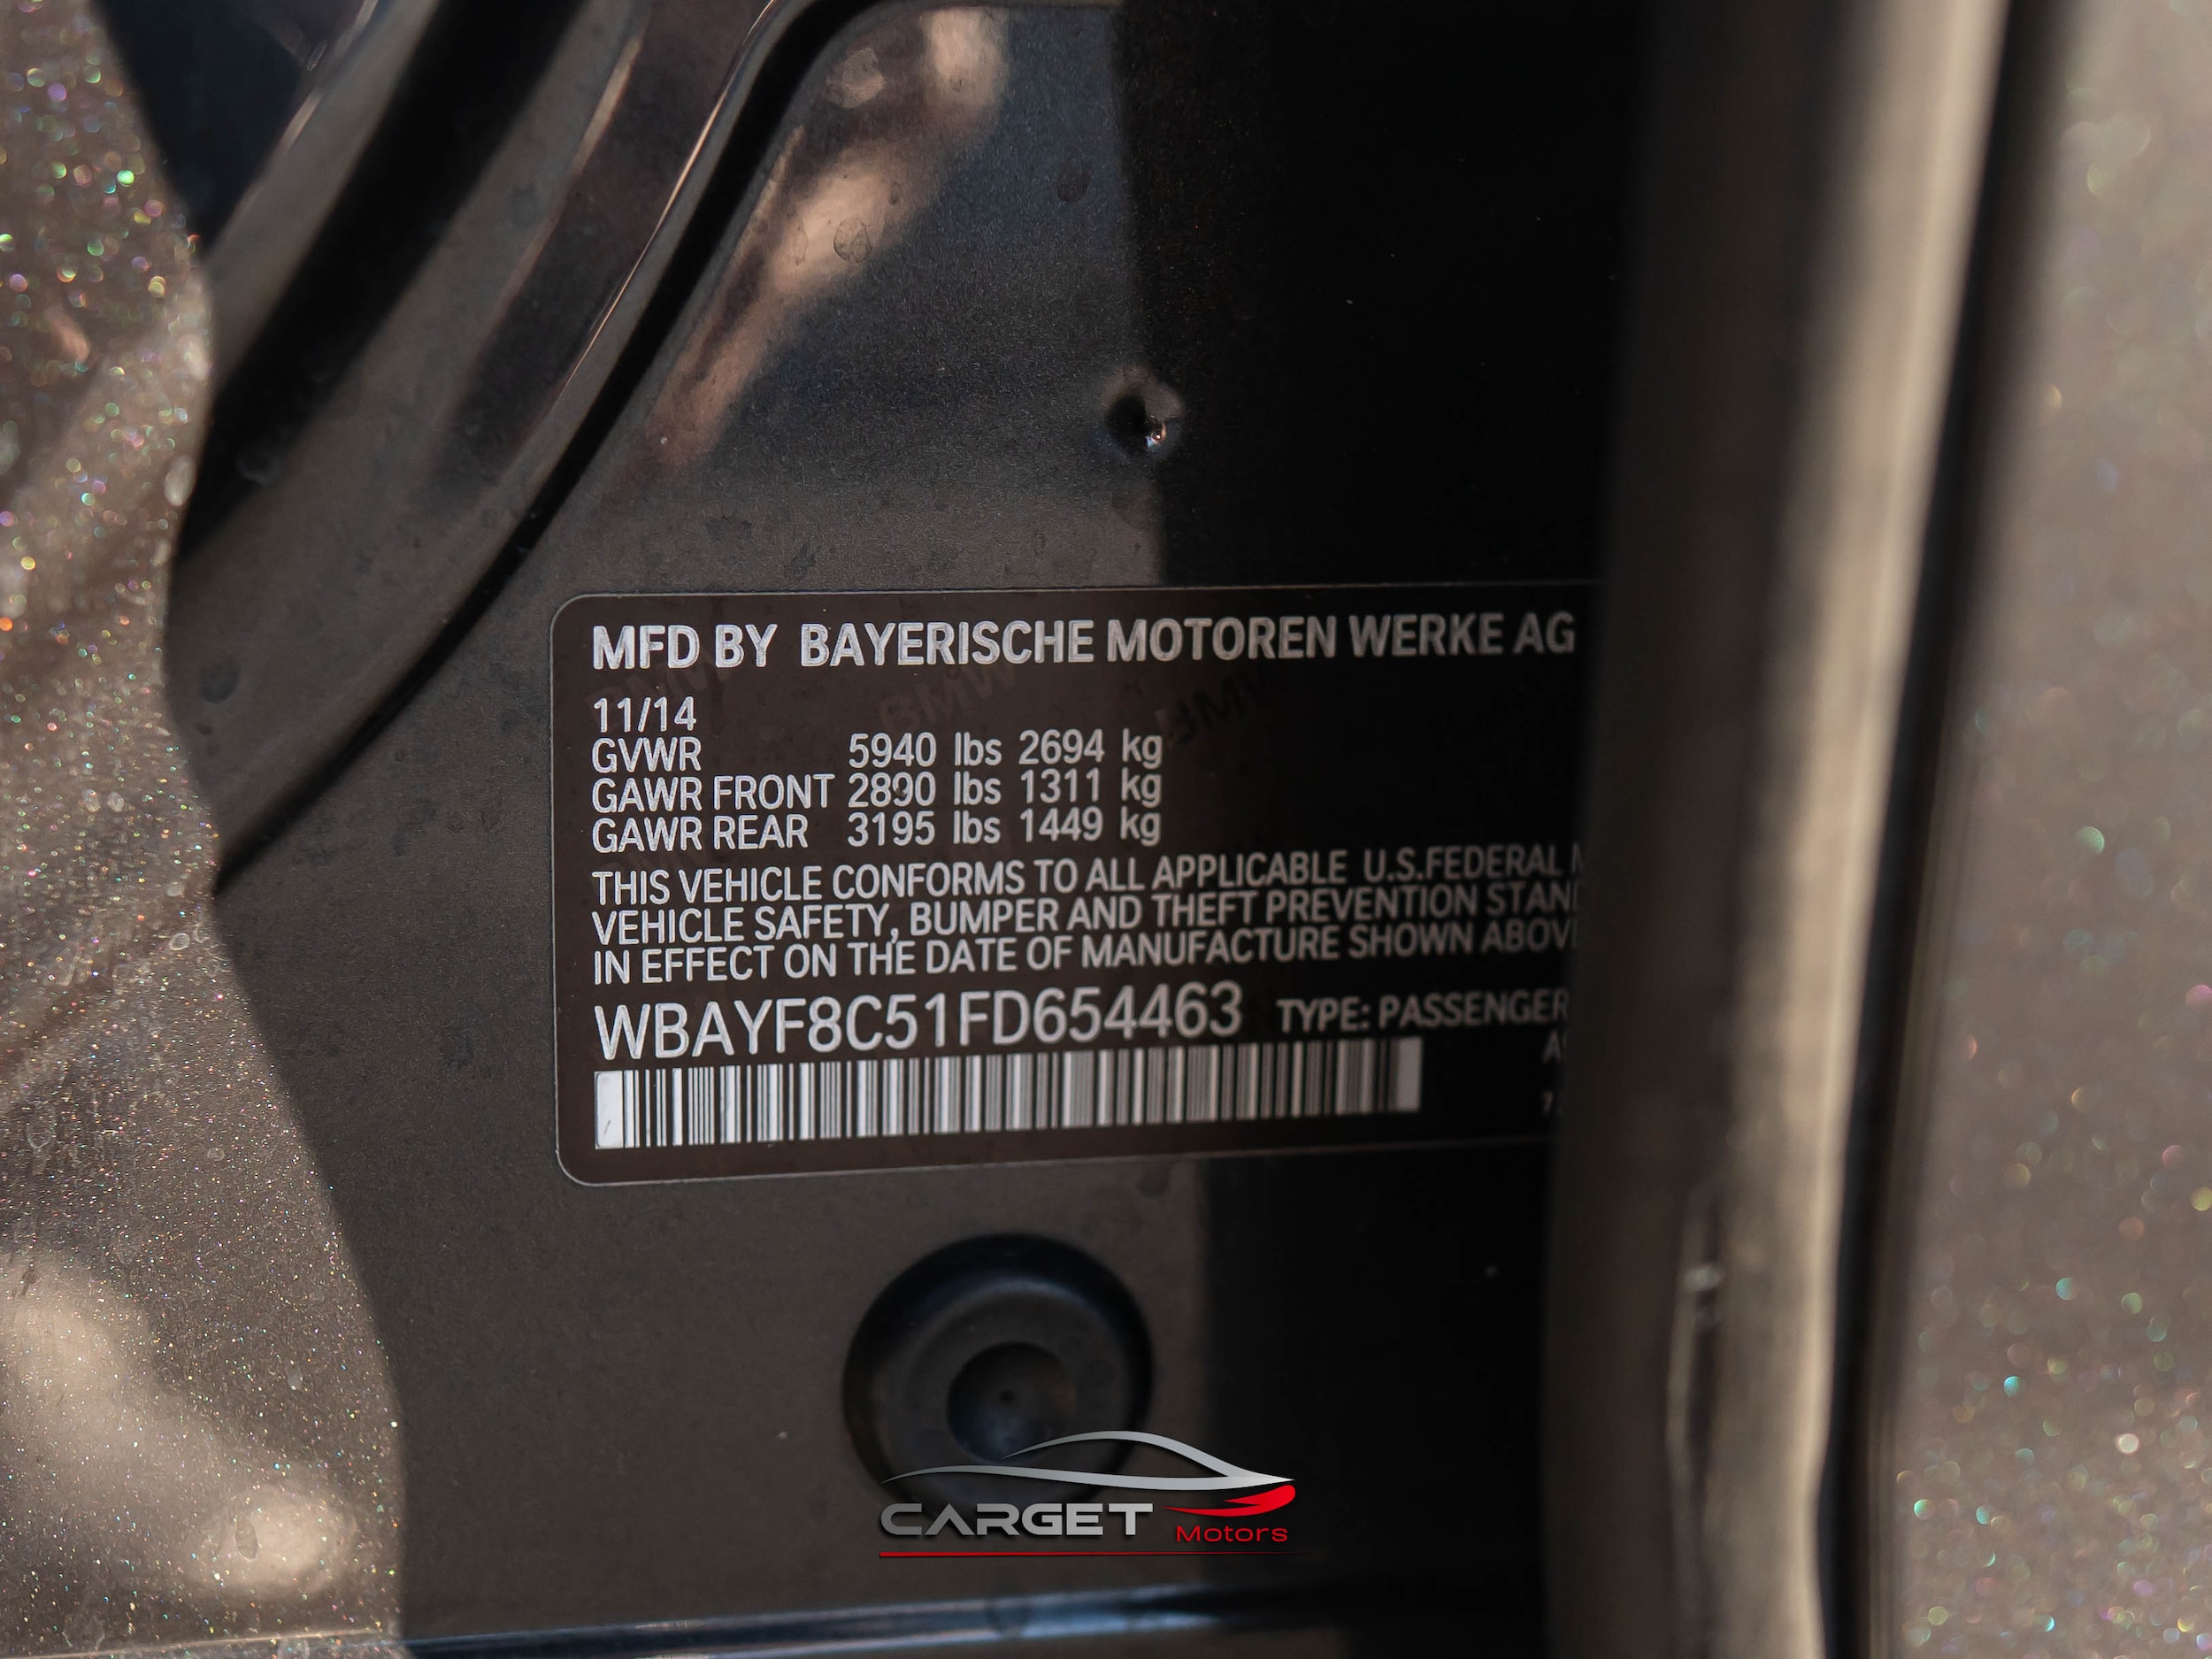 MFD BY BAYERISCHE MOTOREN WERKE AG
11/14
GVWR 5940 lbs 2694 kg
GAWR FRONT 2890 lbs 1311 kg
GAWR REAR 3195 lbs 1449 kg
THIS VEHICLE CONFORMS TO ALL APPLICABLE U.S.FEDERAL
VEHICLE SAFETY, BUMPER AND THEFT PREVENTION
IN EFFECT ON THE DATE OF MANUFACTURE SHOWN
WBAYF8C51FD654463 TYPE: PASSENGER
CARGET Motors